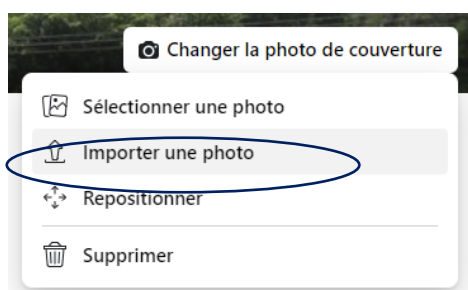 Changer la photo de couverture
Sélectionner une photo
Importer une photo
Repositionner
Supprimer